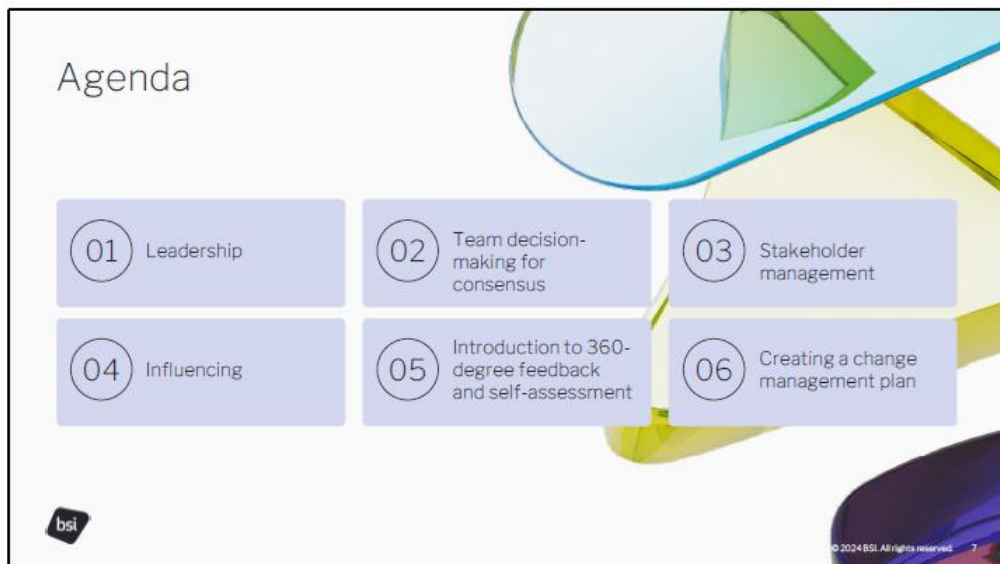 Agenda
01
Leadership
02
Team decision-
making for
consensus
03
Stakeholder
management
04
Influencing
05
Introduction to 360-
degree feedback
and self-assessment
06
Creating a change
management plan
bsi
© 2024 BSI. All rights reserved.
7